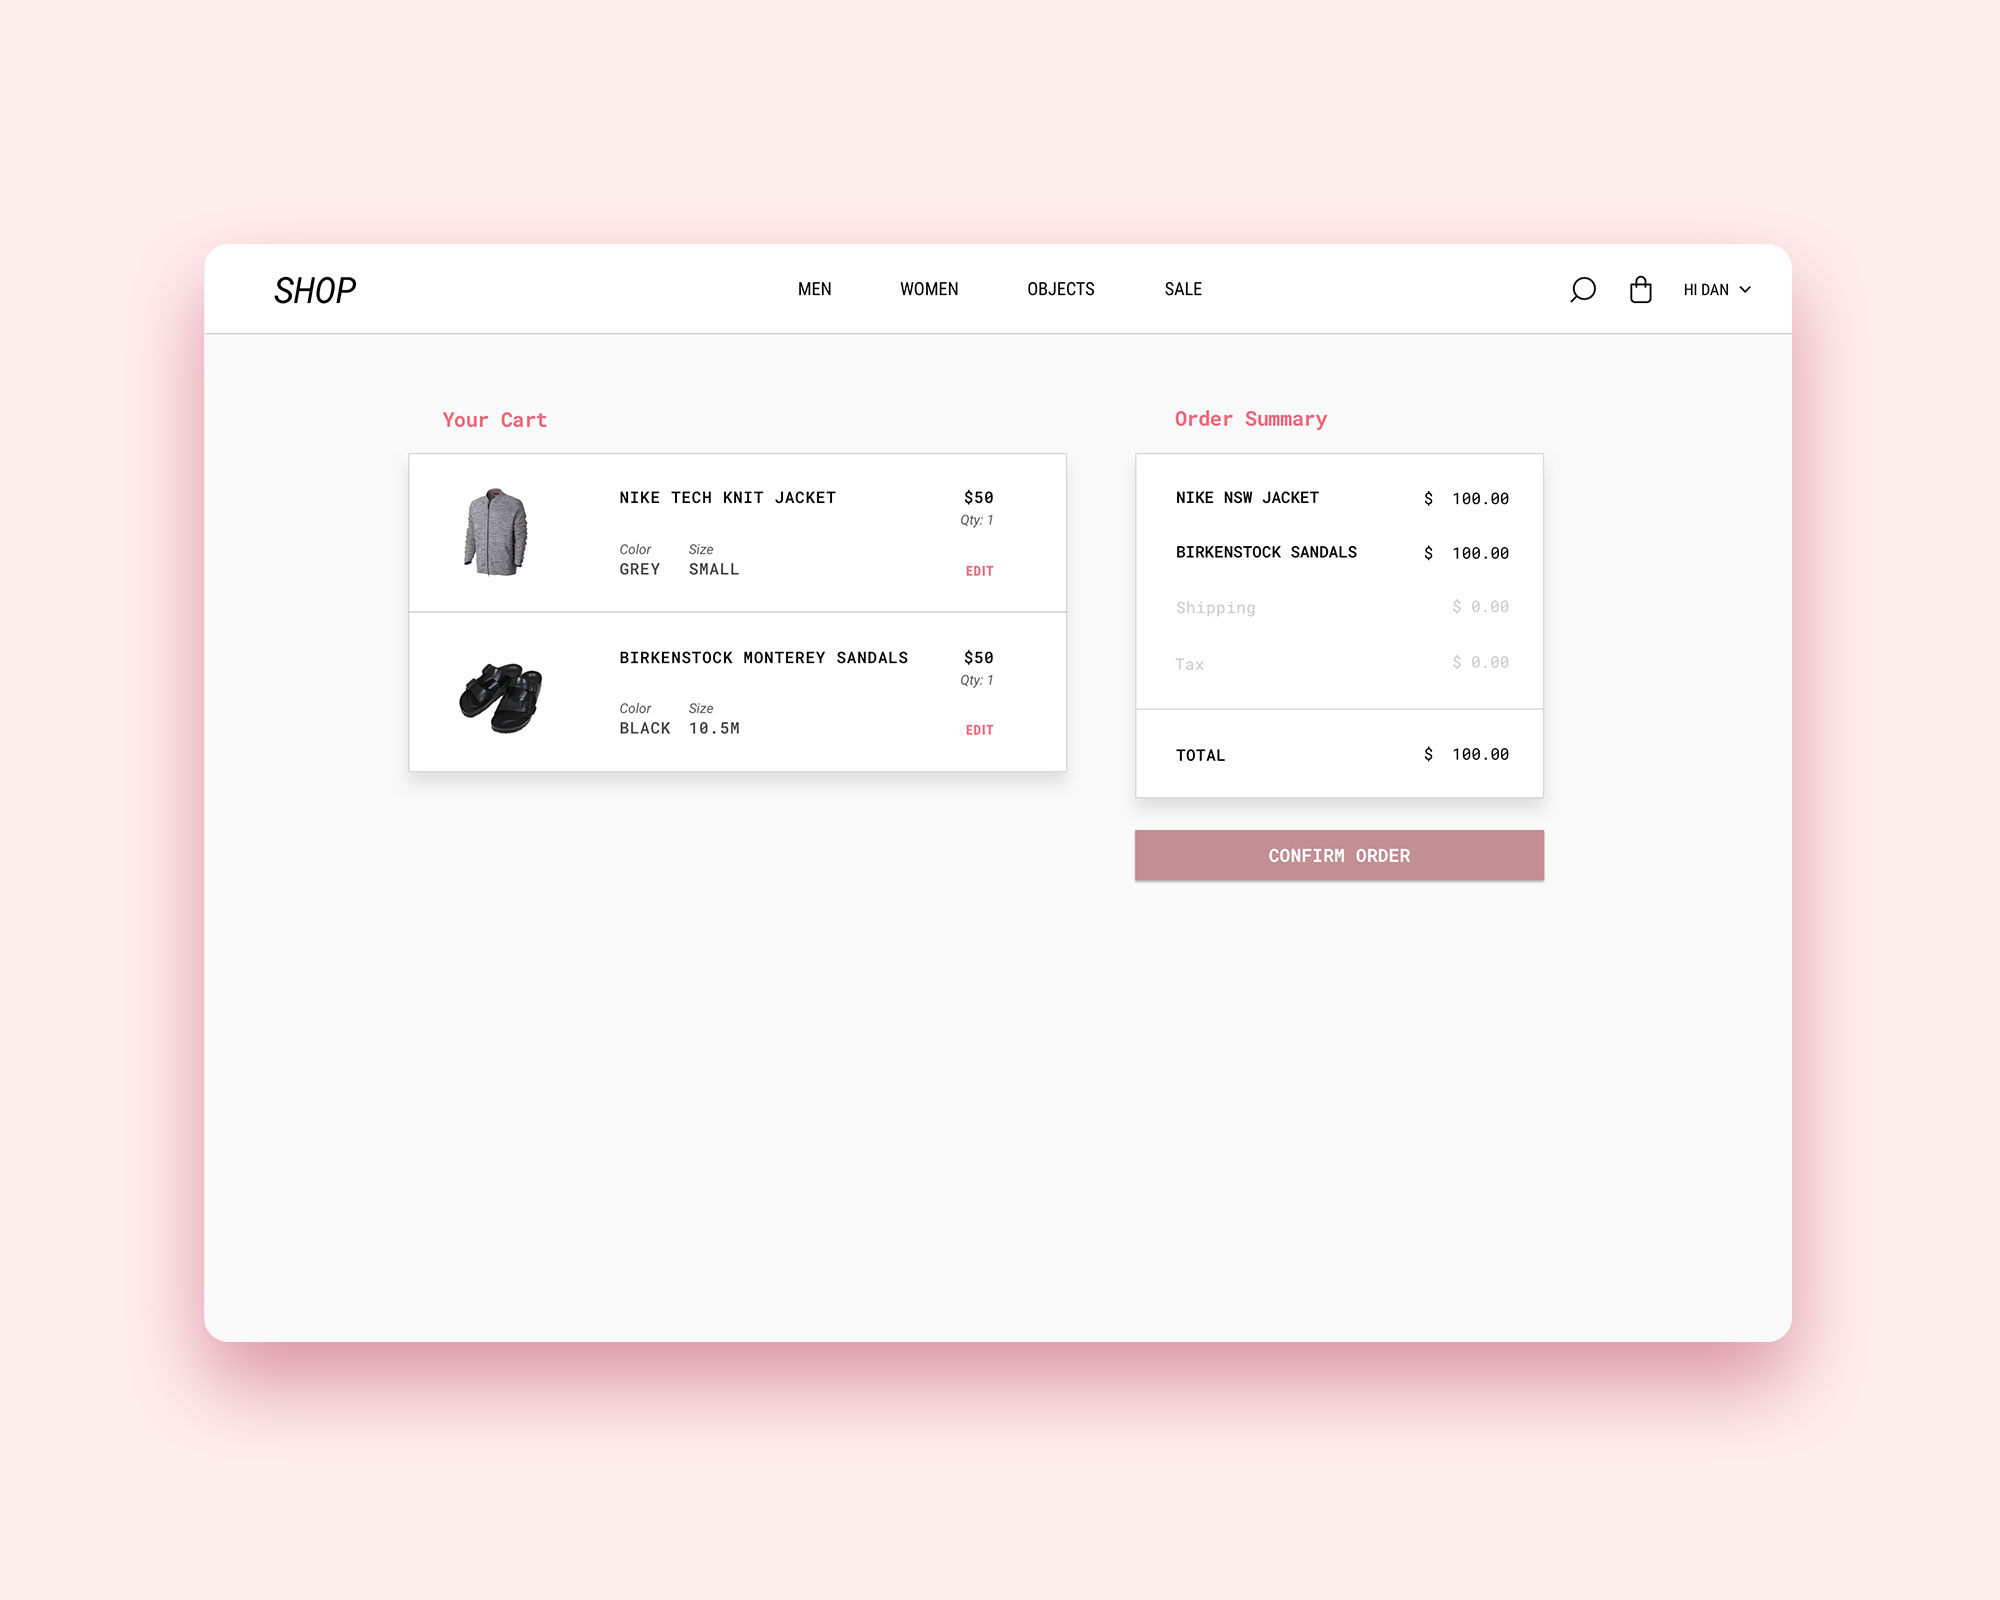 SHOP
MEN WOMEN OBJECTS SALE
HI DAN
Your Cart
NIKE TECH KNIT JACKET $50
Qty: 1
Color Size
GREY SMALL EDIT
BIRKENSTOCK MONTEREY SANDALS $50
Qty: 1
Color Size
BLACK 10.5M EDIT
Order Summary
NIKE NSW JACKET $ 100.00
BIRKENSTOCK SANDALS $ 100.00
Shipping $ 0.00
Tax $ 0.00
TOTAL $ 100.00
CONFIRM ORDER